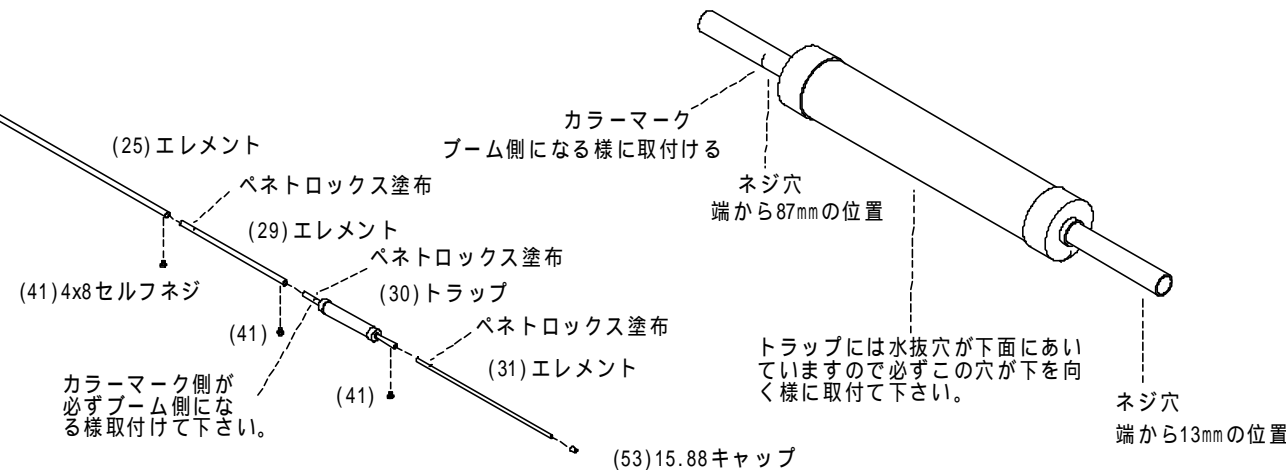 (25)エレメント
ペネトロックス塗布
(29)エレメント
ペネトロックス塗布
(41)4x8セルフネジ
(30)トラップ
(41)
ペネトロックス塗布
(31)エレメント
カラーマーク側が
必ずブーム側にな
る様取付けて下さい。
(41)
(53)15.88キャップ
カラーマーク
ブーム側になる様に取付ける
ネジ穴
端から87mmの位置
トラップには水抜穴が下面にあい
ていますので必ずこの穴が下を向
く様に取付て下さい。
ネジ穴
端から13mmの位置